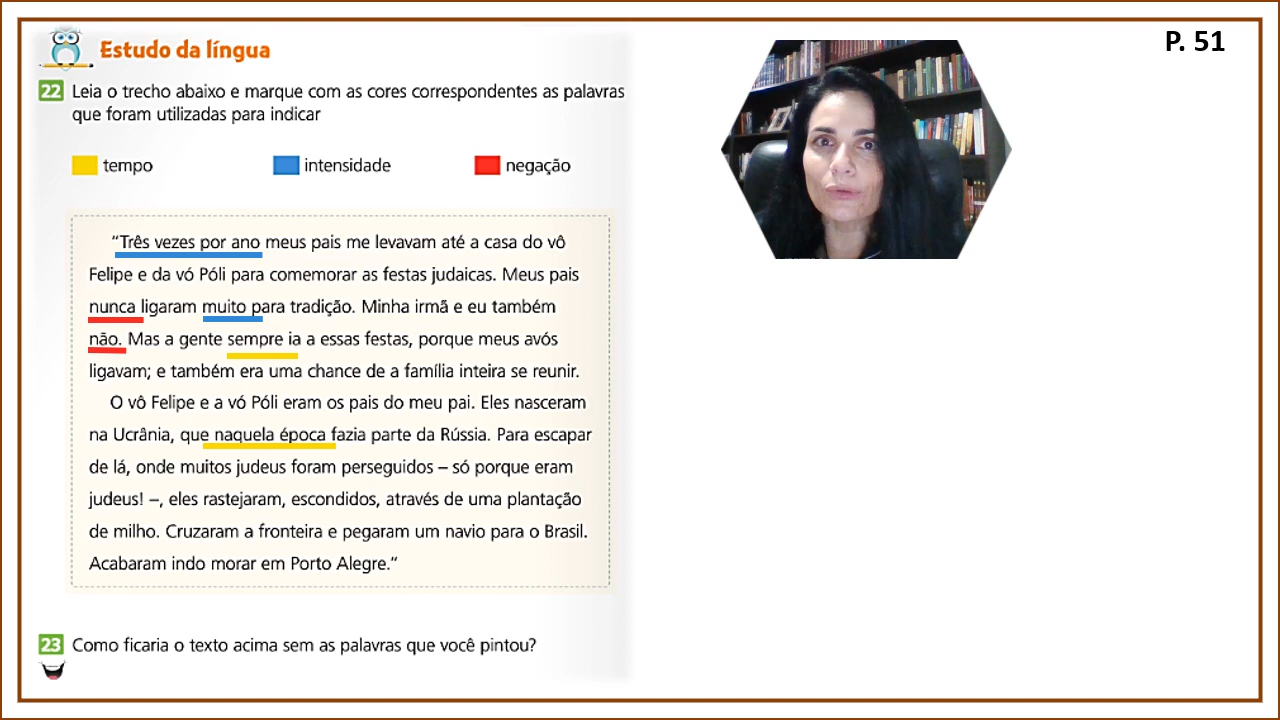 P. 51
Estudo da língua
22 Leia o trecho abaixo e marque com as cores correspondentes as palavras
que foram utilizadas para indicar
tempo intensidade negação
“Três vezes por ano meus pais me levavam até a casa do vô
Felipe e da vó Póli para comemorar as festas judaicas. Meus pais
nunca ligaram muito para tradição. Minha irmã e eu também
não. Mas a gente sempre ia a essas festas, porque meus avós
ligavam; e também era uma chance de a família inteira se reunir.
O vô Felipe e a vó Póli eram os pais do meu pai. Eles nasceram
na Ucrânia, que naquela época fazia parte da Rússia. Para escapar
de lá, onde muitos judeus foram perseguidos – só porque eram
judeus! –, eles rastejaram, escondidos, através de uma plantação
de milho. Cruzaram a fronteira e pegaram um navio para o Brasil.
Acabaram indo morar em Porto Alegre.“
23 Como ficaria o texto acima sem as palavras que você pintou?